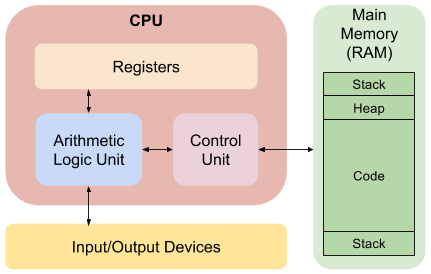 CPU
Registers
Arithmetic
Logic Unit
Control
Unit
Input/Output Devices
Main
Memory
(RAM)
Stack
Heap
Code
Stack